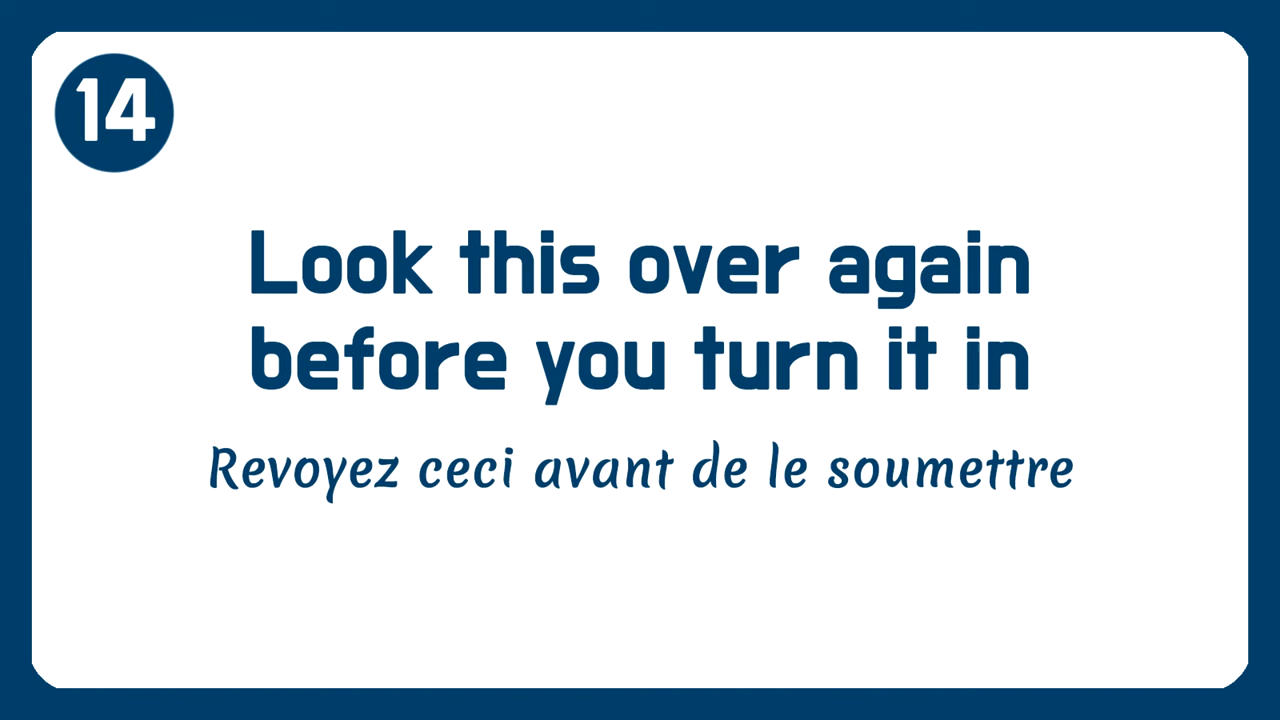 14
Look this over again
before you turn it in
Revoyez ceci avant de le soumettre